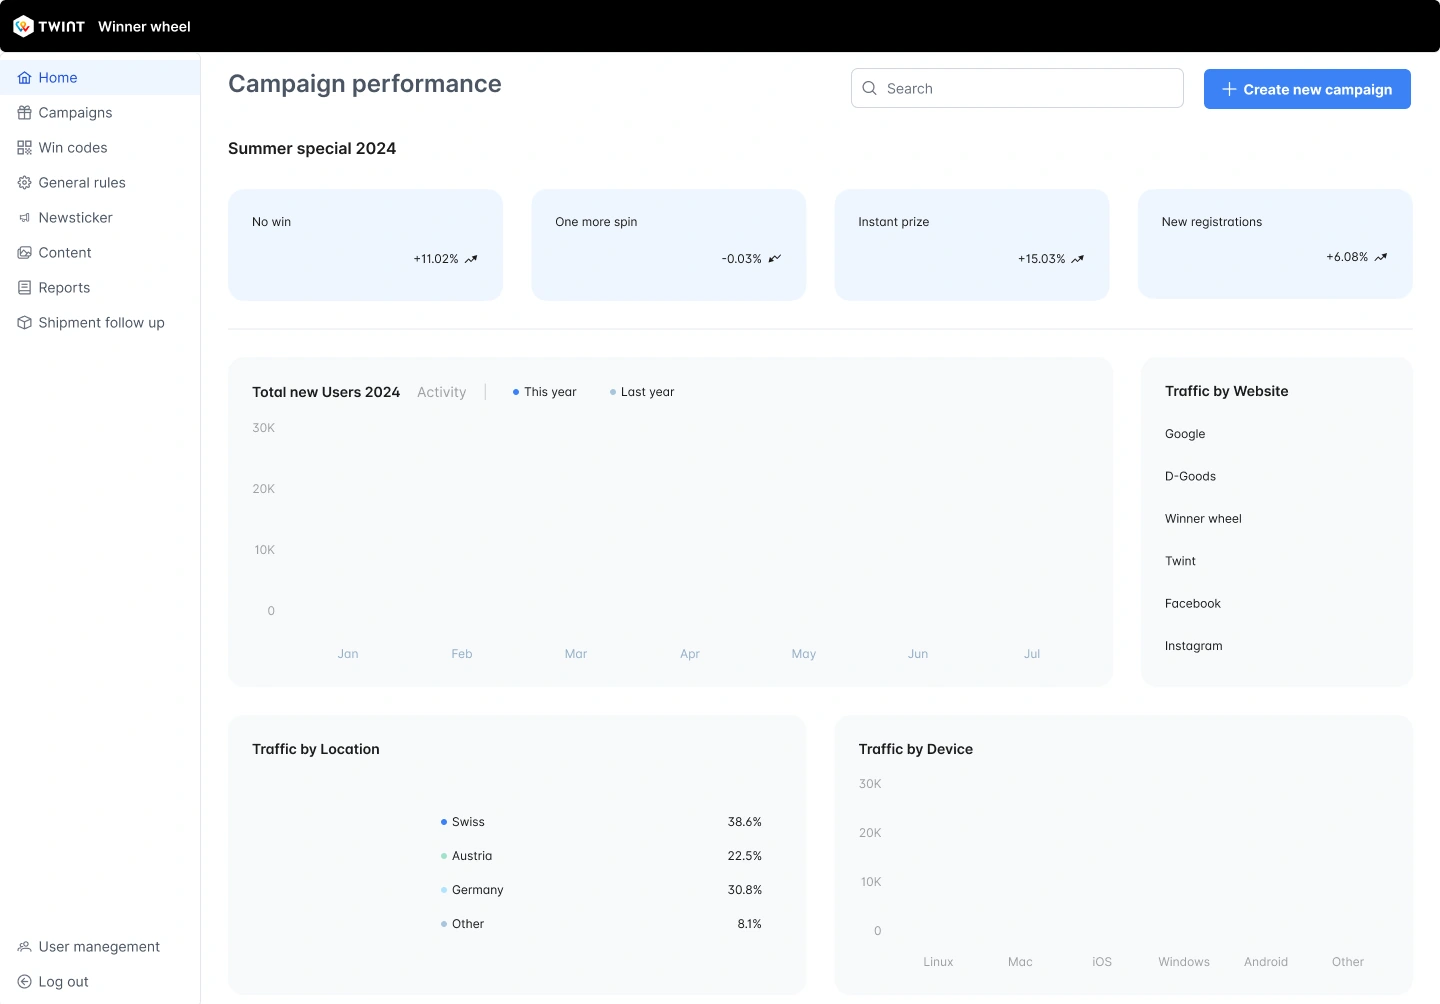 TWINT Winner wheel
Home
Campaigns
Win codes
General rules
Newsticker
Content
Reports
Shipment follow up
User manegement
Log out
Campaign performance
Search
Create new campaign
Summer special 2024
No win
+11.02%
One more spin
-0.03%
Instant prize
+15.03%
New registrations
+6.08%
Total new Users 2024 Activity This year Last year
30K
20K
10K
0
Jan Feb Mar Apr May Jun Jul
Traffic by Website
Google
D-Goods
Winner wheel
Twint
Facebook
Instagram
Traffic by Location
Swiss 38.6%
Austria 22.5%
Germany 30.8%
Other 8.1%
Traffic by Device
30K
20K
10K
0
Linux Mac iOS Windows Android Other